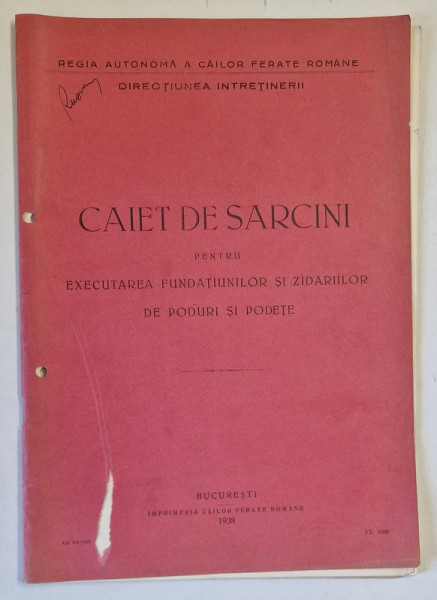 REGIA AUTONOMĂ A CĂILOR FERATE ROMÂNE
DIRECȚIUNEA INTREȚINERII
CAIET DE SARCINI
PENTRU
EXECUTAREA FUNDAȚIUNILOR ȘI ZIDARIILOR
DE PODURI ȘI PODEȚE
BUCUREȘTI
IMPRIMERIA CĂILOR FERATE ROMÂNE
1938